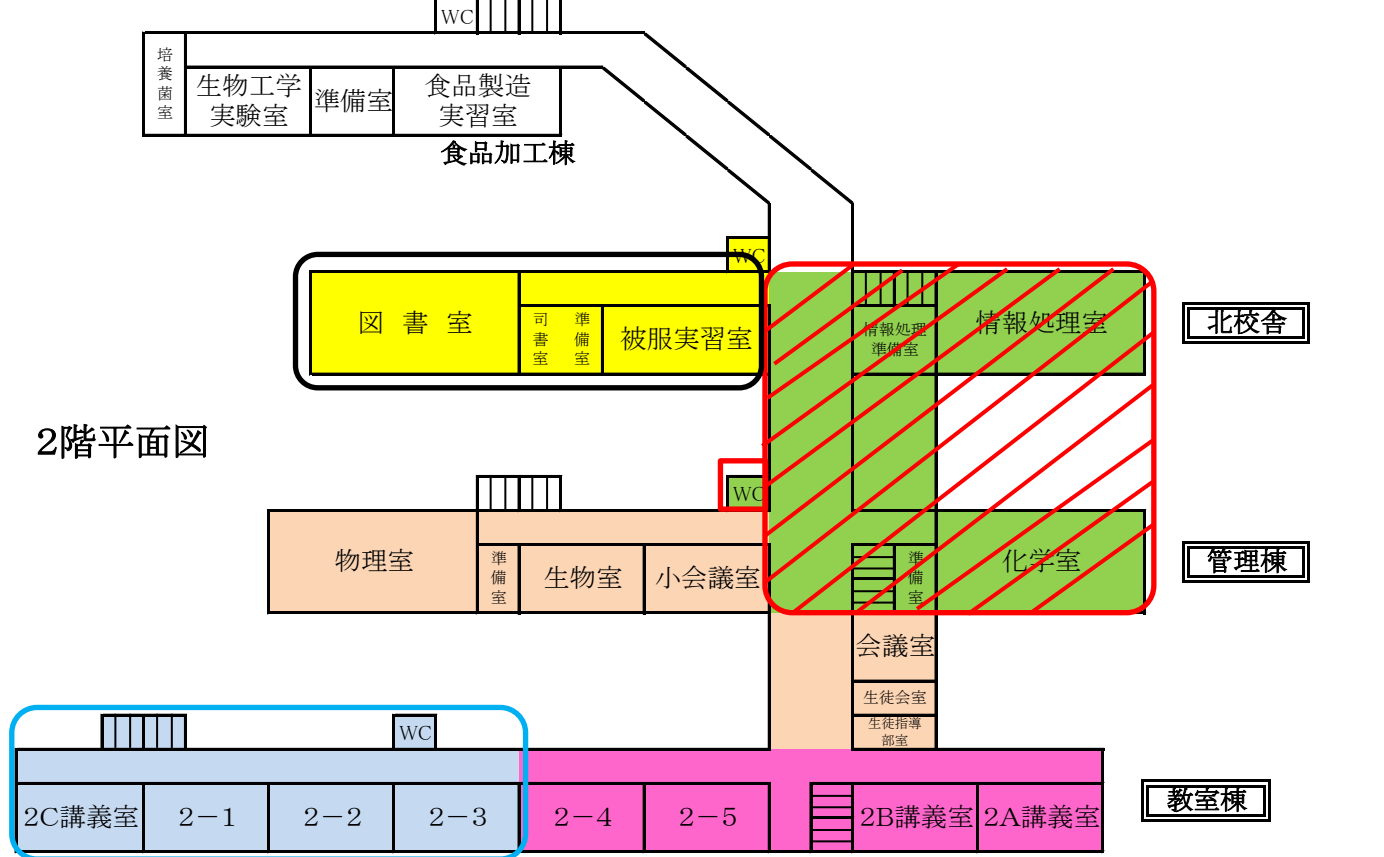 WC
培養菌室
生物工学
実験室
準備室
食品製造
実習室
食品加工棟
WC
図書室
司書室
準備室
被服実習室
情報処理
準備室
情報処理室
北校舎
2階平面図
WC
物理室
準備室
生物室
小会議室
準備室
化学室
管理棟
会議室
生徒会室
生徒指導
部室
WC
2C講義室
2－1
2－2
2－3
2－4
2－5
2B講義室
2A講義室
教室棟